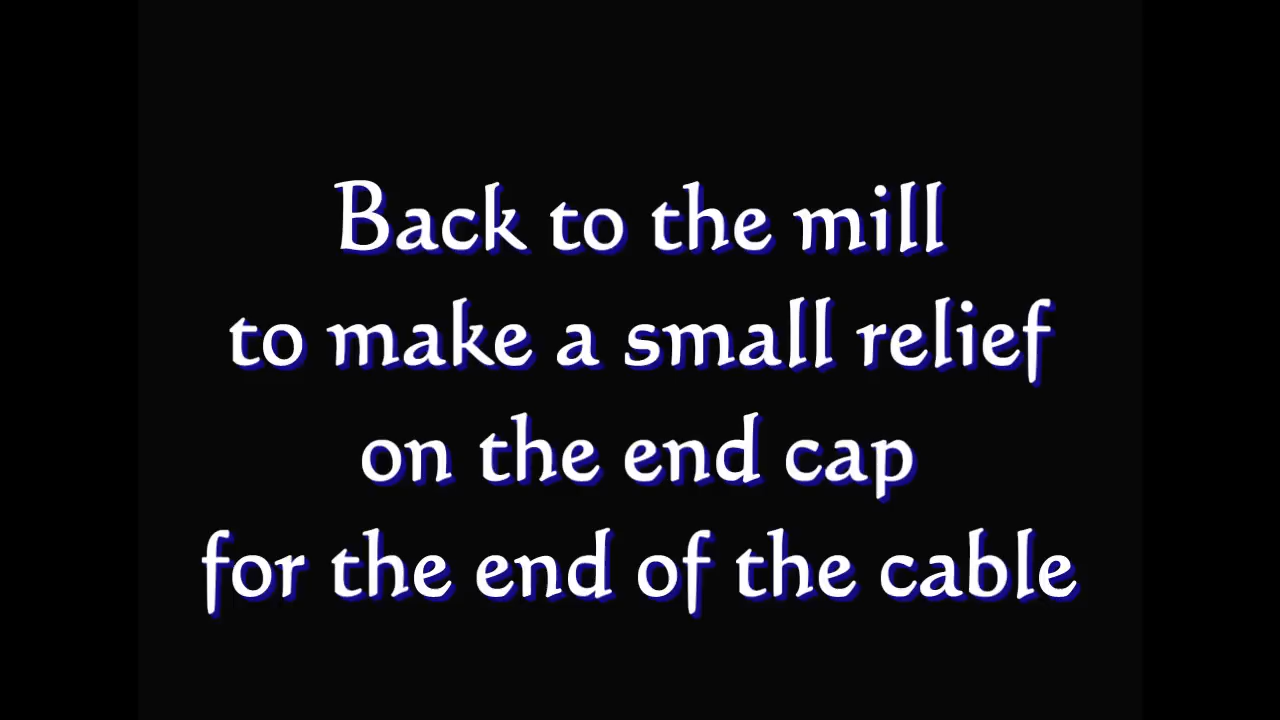 Back to the mill
to make a small relief
on the end cap
for the end of the cable